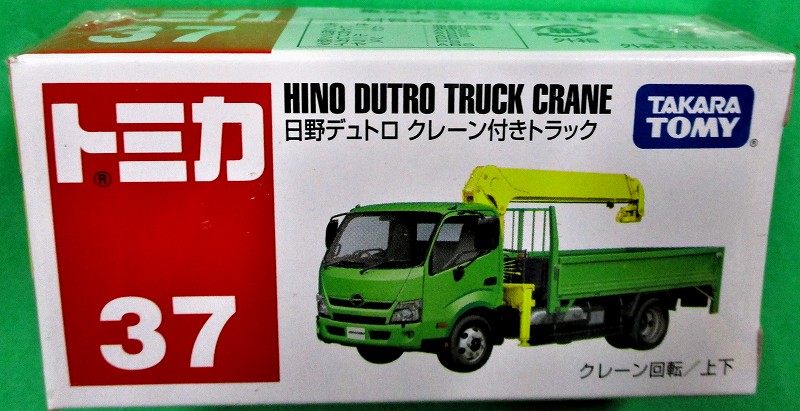 37
トミカ
®
HINO DUTRO TRUCK CRANE
日野デュトロ クレーン付きトラック
TAKARA
TOMY
®
37
クレーン回転/上下